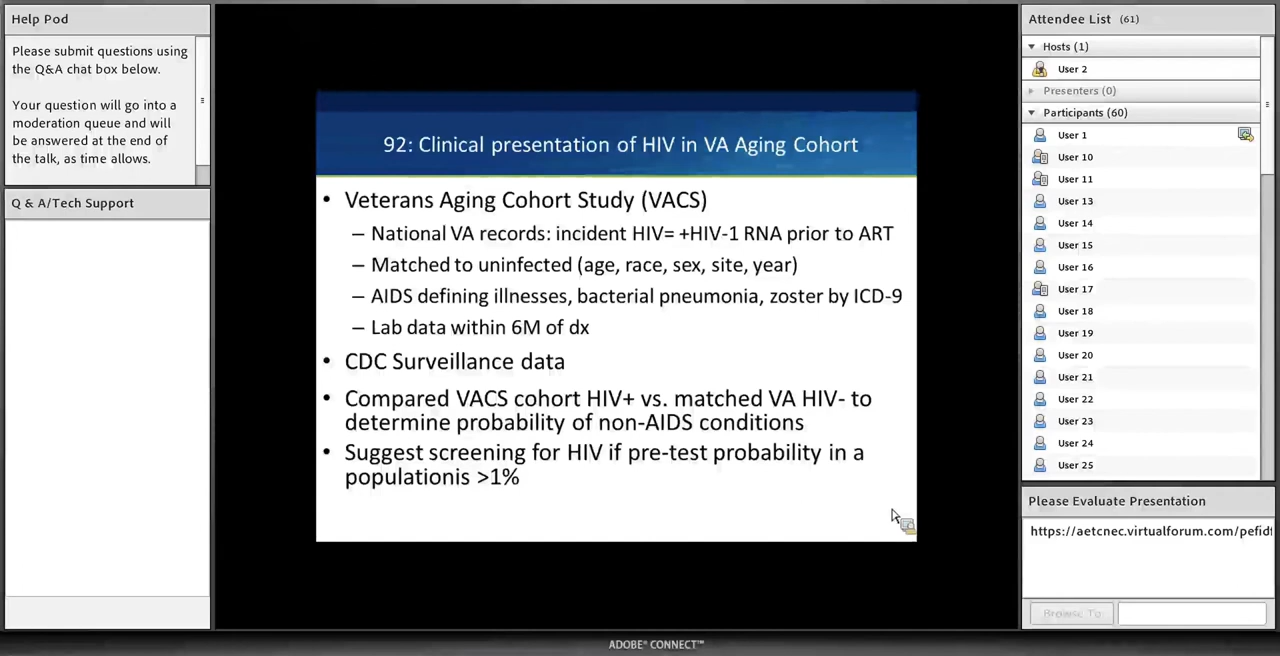 Help Pod
Please submit questions using
the Q&A chat box below.
Your question will go into a
moderation queue and will
be answered at the end of
the talk, as time allows.
Q & A/Tech Support
92: Clinical presentation of HIV in VA Aging Cohort
• Veterans Aging Cohort Study (VACS)
– National VA records: incident HIV= +HIV-1 RNA prior to ART
– Matched to uninfected (age, race, sex, site, year)
– AIDS defining illnesses, bacterial pneumonia, zoster by ICD-9
– Lab data within 6M of dx
• CDC Surveillance data
• Compared VACS cohort HIV+ vs. matched VA HIV- to
determine probability of non-AIDS conditions
• Suggest screening for HIV if pre-test probability in a
populationis >1%
Attendee List (61)
Hosts (1)
User 2
Presenters (0)
Participants (60)
User 1
User 10
User 11
User 13
User 14
User 15
User 16
User 17
User 18
User 19
User 20
User 21
User 22
User 23
User 24
User 25
Please Evaluate Presentation
https://aetcnec.virtualforum.com/pefidf
Browse To
ADOBE® CONNECT™